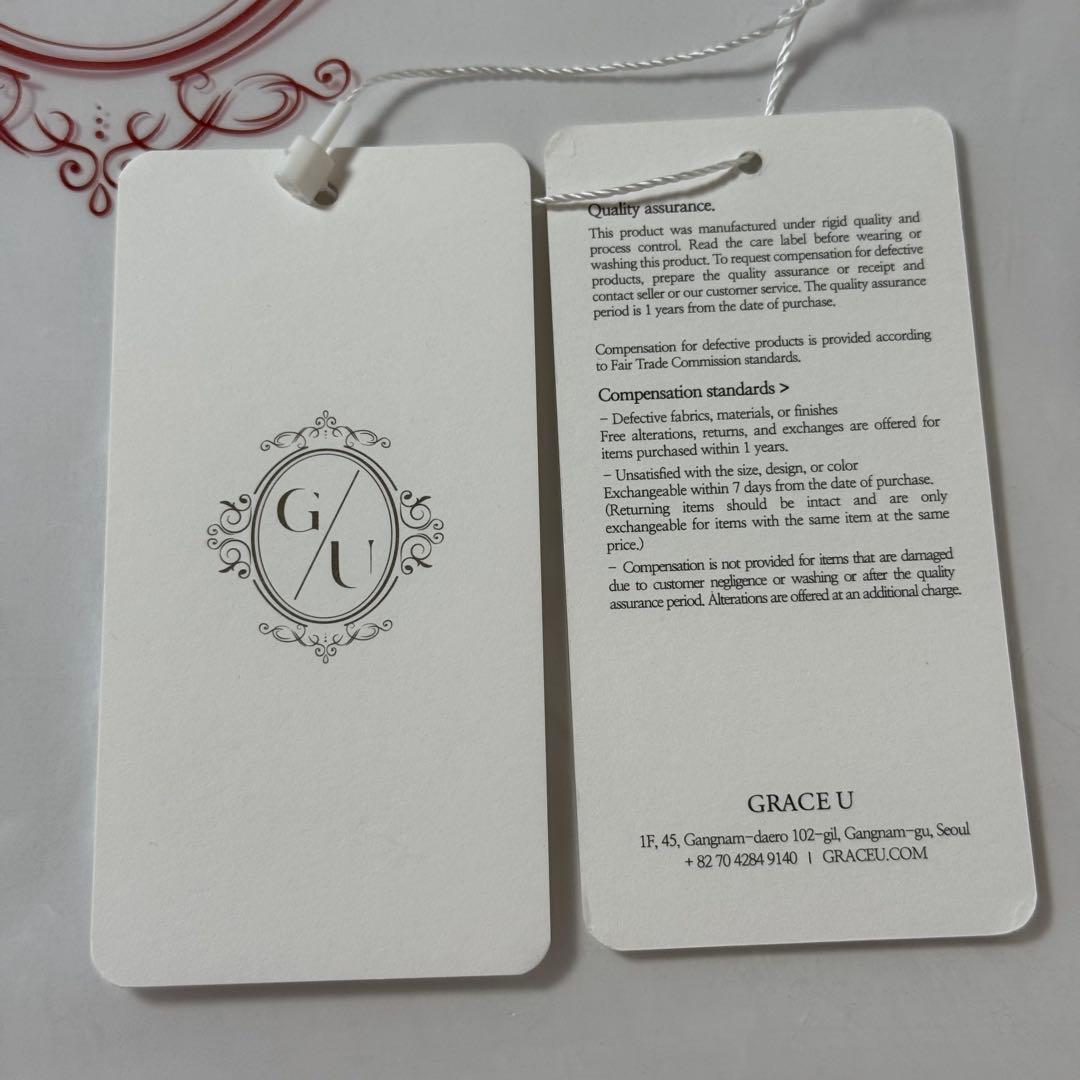 G/U
Quality assurance.
This product was manufactured under rigid quality and
process control. Read the care label before wearing or
washing this product. To request compensation for defective
products, prepare the quality assurance or receipt and
contact seller or our customer service. The quality assurance
period is 1 years from the date of purchase.
Compensation for defective products is provided according
to Fair Trade Commission standards.
Compensation standards >
– Defective fabrics, materials, or finishes
Free alterations, returns, and exchanges are offered for
items purchased within 1 years.
– Unsatisfied with the size, design, or color
Exchangeable within 7 days from the date of purchase.
(Returning items should be intact and are only
exchangeable for items with the same item at the same
price.)
– Compensation is not provided for items that are damaged
due to customer negligence or washing or after the quality
assurance period. Alterations are offered at an additional charge.
GRACE U
1F, 45, Gangnam-daero 102-gil, Gangnam-gu, Seoul
+ 82 70 4284 9140 | GRACEU.COM